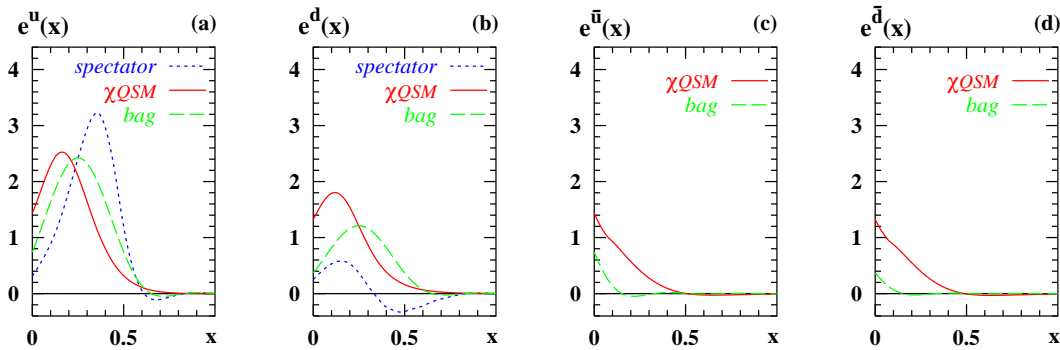 e^u(x) (a)
4
3
2
1
0
spectator
χQSM
bag
0 0.5 x
e^d(x) (b)
4
3
2
1
0
spectator
χQSM
bag
0 0.5 x
e^ū(x) (c)
4
3
2
1
0
χQSM
bag
0 0.5 x
e^d̄(x) (d)
4
3
2
1
0
χQSM
bag
0 0.5 x